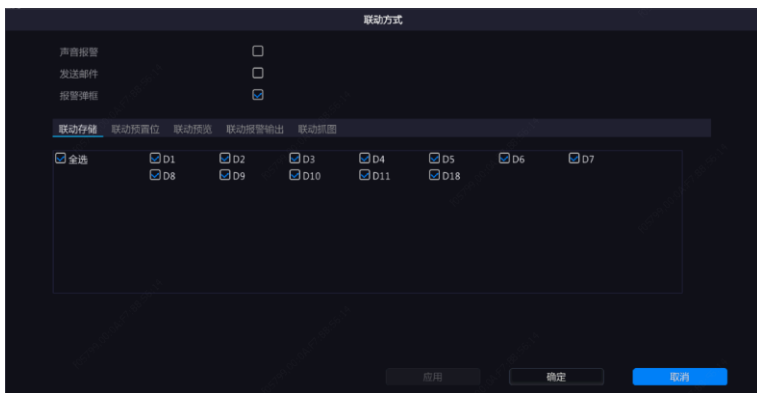 联动方式
声音报警
发送邮件
报警弹框
联动存储 联动预置位 联动预览 联动报警输出 联动抓图
全选 D1 D2 D3 D4 D5 D6 D7
D8 D9 D10 D11 D18
应用 确定 取消